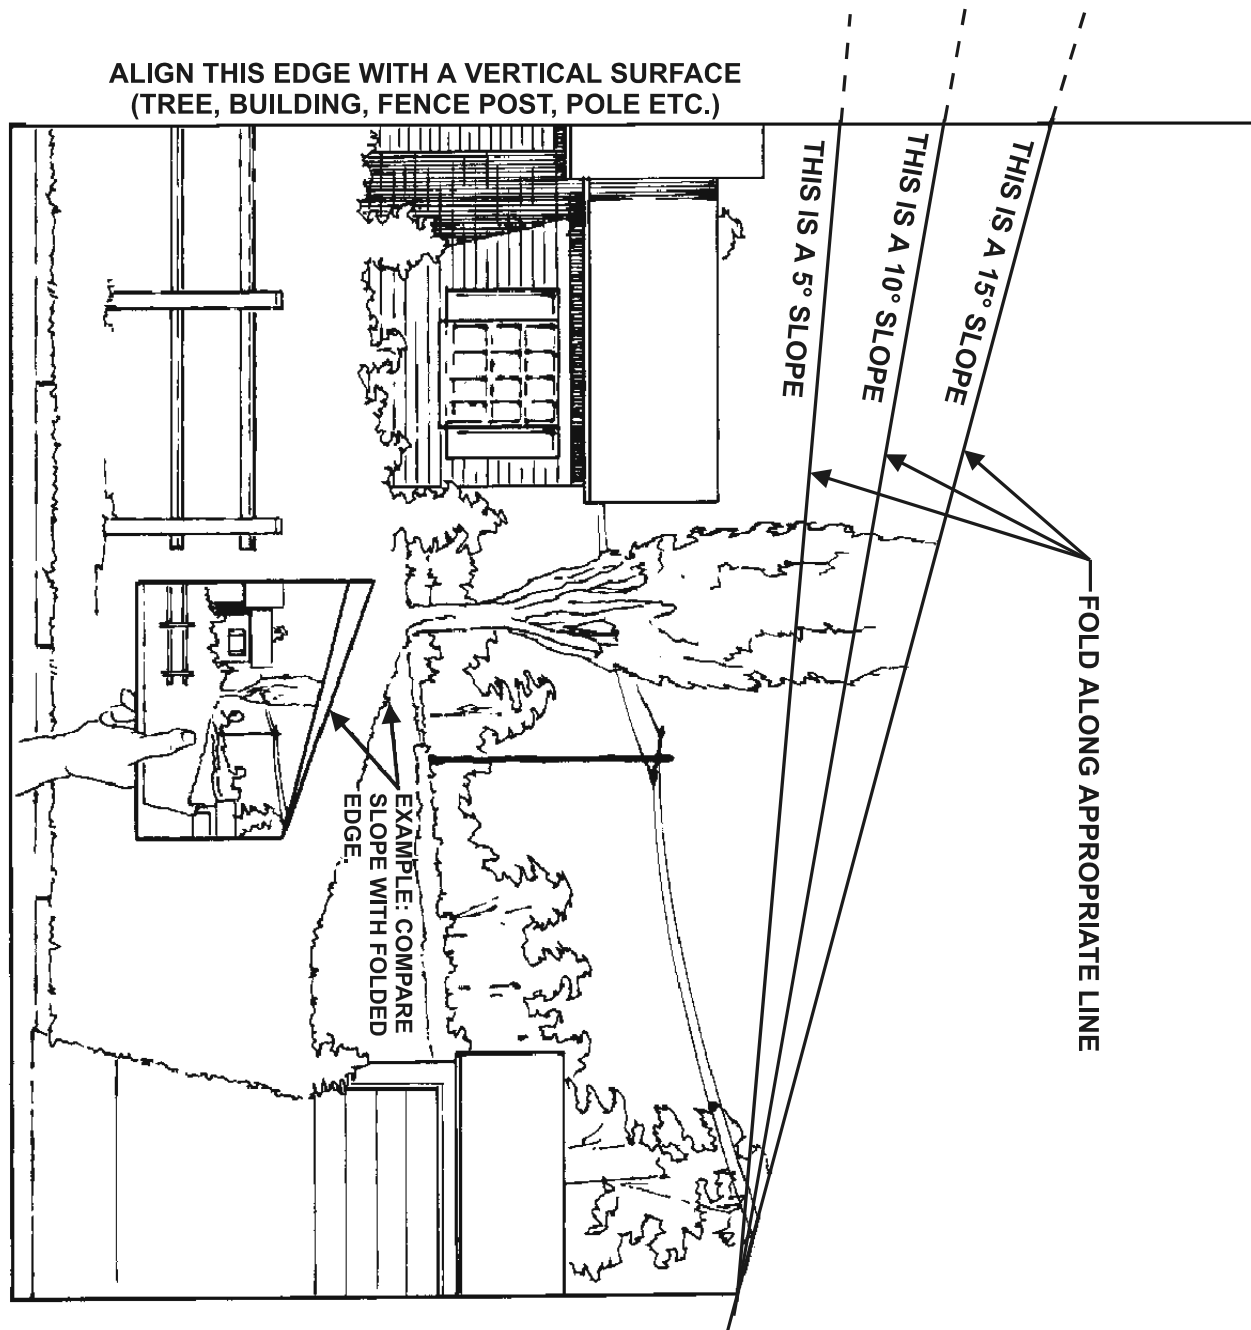 ALIGN THIS EDGE WITH A VERTICAL SURFACE
(TREE, BUILDING, FENCE POST, POLE ETC.)
THIS IS A 5° SLOPE
THIS IS A 10° SLOPE
THIS IS A 15° SLOPE
FOLD ALONG APPROPRIATE LINE
EXAMPLE: COMPARE
SLOPE WITH FOLDED
EDGE.